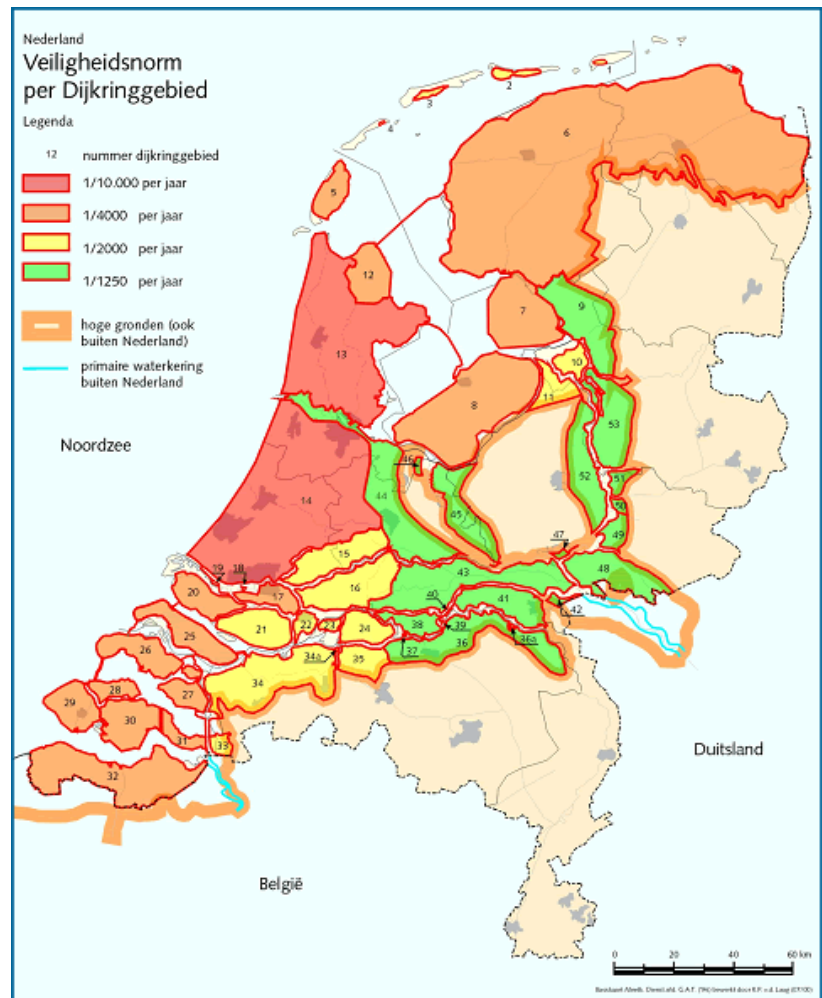 Nederland
Veiligheidsnorm
per Dijkringgebied
Legenda
12 nummer dijkringgebied
1/10.000 per jaar
1/4000 per jaar
1/2000 per jaar
1/1250 per jaar
hoge gronden (ook
buiten Nederland)
primaire waterkering
buiten Nederland
Noordzee
Duitsland
België
1
2
3
4
5
6
12
7
9
13
10
8
11
53
46
52
51
14
44
45
50
47
49
15
48
19
18
43
16
20
17
40
41
42
21
22
23
24
38
39
25
34a
37
36
36a
26
35
34
28
27
29
30
31
33
32
0 20 40 60 km